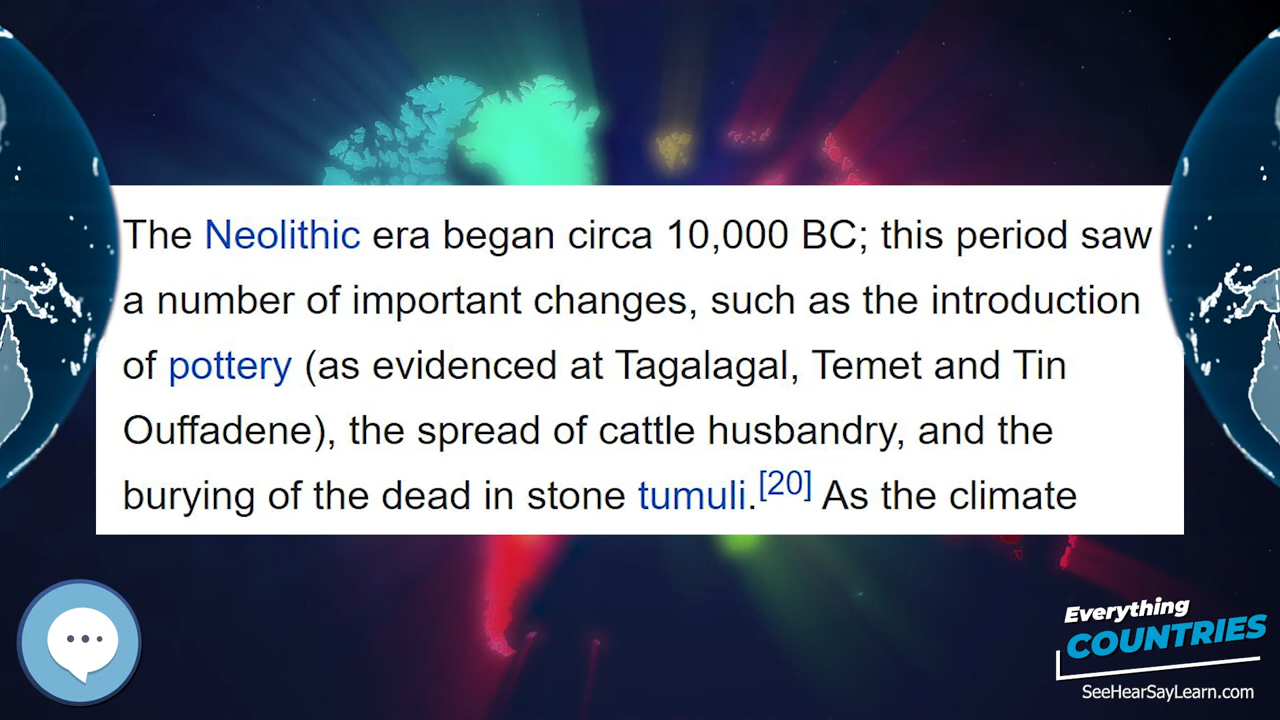 The Neolithic era began circa 10,000 BC; this period saw
a number of important changes, such as the introduction
of pottery (as evidenced at Tagalagal, Temet and Tin
Ouffadene), the spread of cattle husbandry, and the
burying of the dead in stone tumuli.[20] As the climate
Everything
COUNTRIES
SeeHearSayLearn.com